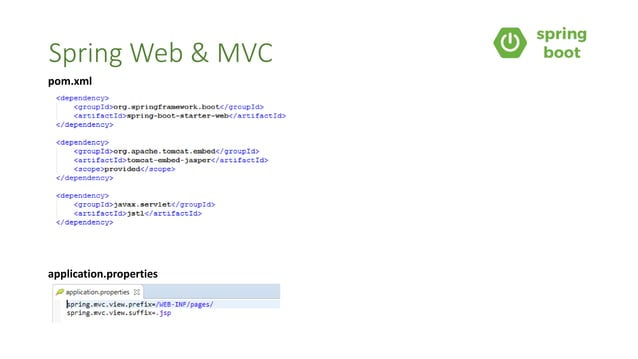 Spring Web & MVC
spring
boot
pom.xml
<dependency>
<groupId>org.springframework.boot</groupId>
<artifactId>spring-boot-starter-web</artifactId>
</dependency>
<dependency>
<groupId>org.apache.tomcat.embed</groupId>
<artifactId>tomcat-embed-jasper</artifactId>
<scope>provided</scope>
</dependency>
<dependency>
<groupId>javax.servlet</groupId>
<artifactId>jstl</artifactId>
</dependency>
application.properties
application.properties
spring.mvc.view.prefix=/WEB-INF/pages/
spring.mvc.view.suffix=.jsp